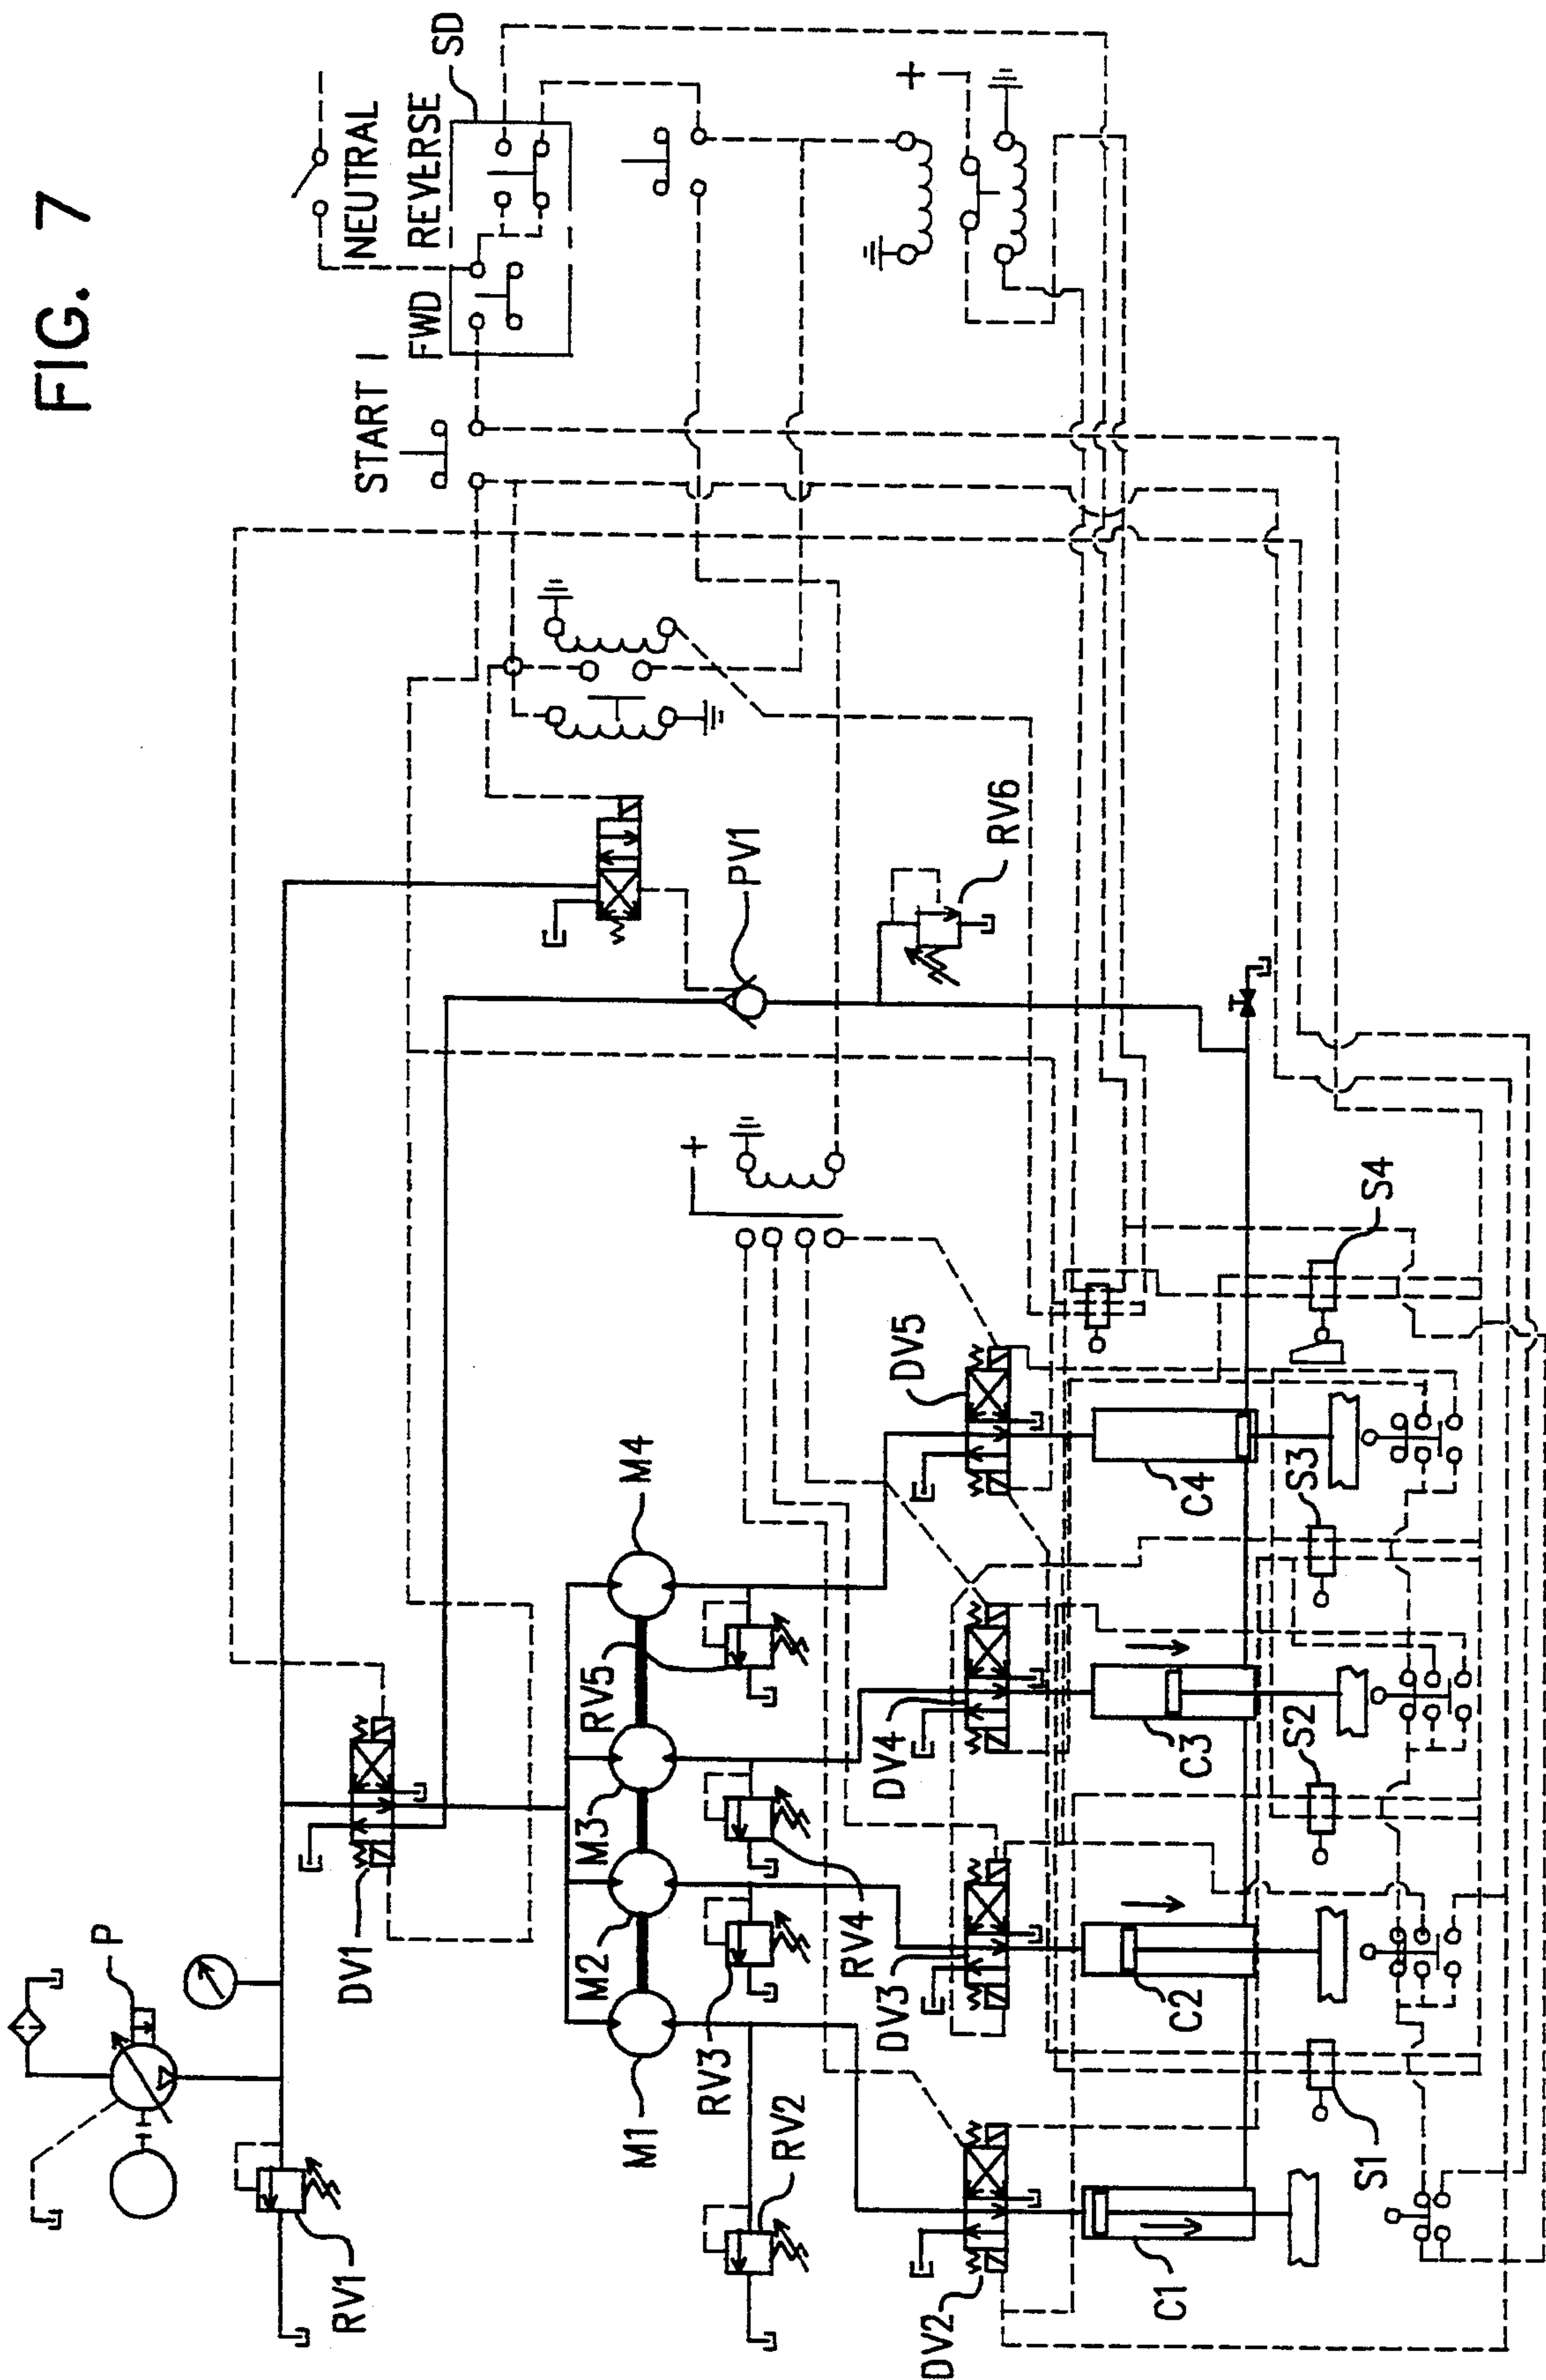 FIG. 7
NEUTRAL
SD
FWD REVERSE
START 1
P
DV1
RV1
PV1
RV6
M4
RV5
M3
M2
M1
RV4
RV3
RV2
DV5
DV4
DV3
DV2
C4
C3
C2
C1
S4
S3
S2
S1
+
+